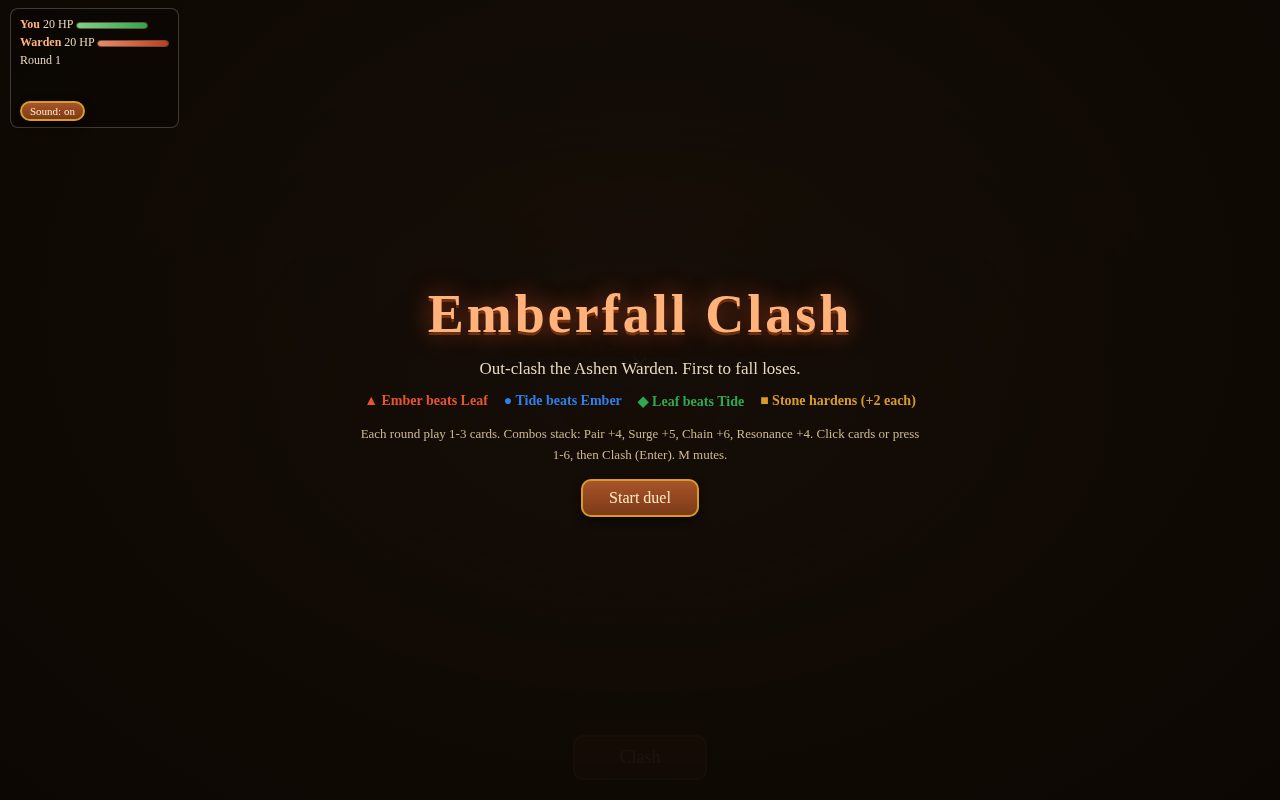 You 20 HP
Warden 20 HP
Round 1
Sound: on
Emberfall Clash
Out-clash the Ashen Warden. First to fall loses.
▲ Ember beats Leaf ● Tide beats Ember ◆ Leaf beats Tide ■ Stone hardens (+2 each)
Each round play 1-3 cards. Combos stack: Pair +4, Surge +5, Chain +6, Resonance +4. Click cards or press
1-6, then Clash (Enter). M mutes.
Start duel
Clash